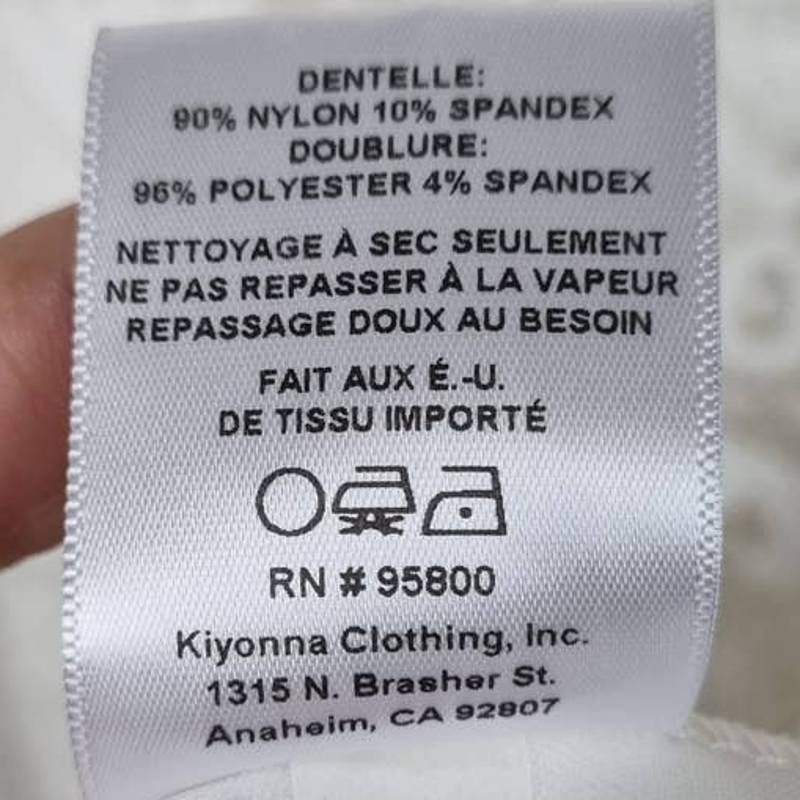 DENTELLE:
90% NYLON 10% SPANDEX
DOUBLURE:
96% POLYESTER 4% SPANDEX
NETTOYAGE À SEC SEULEMENT
NE PAS REPASSER À LA VAPEUR
REPASSAGE DOUX AU BESOIN
FAIT AUX É.-U.
DE TISSU IMPORTÉ
RN # 95800
Kiyonna Clothing, Inc.
1315 N. Brasher St.
Anaheim, CA 92807